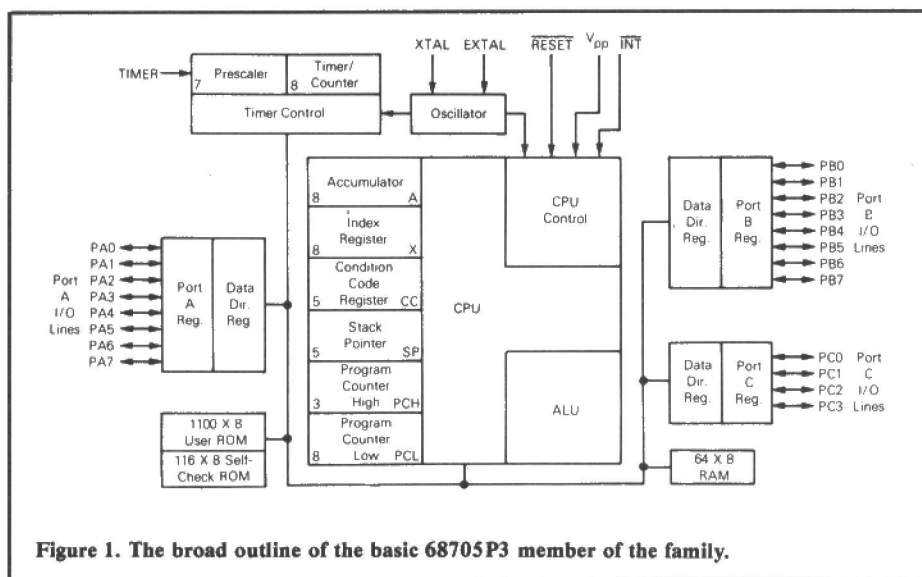 XTAL EXTAL RESET Vpp INT
TIMER
7 Prescaler
8 Timer/
Counter
Timer Control
Oscillator
8 Accumulator A
Index
Register
8 X
Condition
Code
Register
5 CC
Stack
Pointer
5 SP
Program
Counter
High
3 PCH
Program
Counter
Low
8 PCL
CPU
CPU
Control
ALU
PA0
PA1
Port PA2
A PA3
I/O PA4
Lines PA5
PA6
PA7
Port
A
Reg.
Data
Dir.
Reg
1100 X 8
User ROM
116 X 8 Self-
Check ROM
Data
Dir.
Reg.
Port
B
Reg.
PB0
PB1
PB2 Port
PB3 B
PB4 I/O
PB5 Lines
PB6
PB7
Data
Dir.
Reg.
Port
C
Reg.
PC0 Port
PC1 C
PC2 I/O
PC3 Lines
64 X 8
RAM
Figure 1. The broad outline of the basic 68705P3 member of the family.